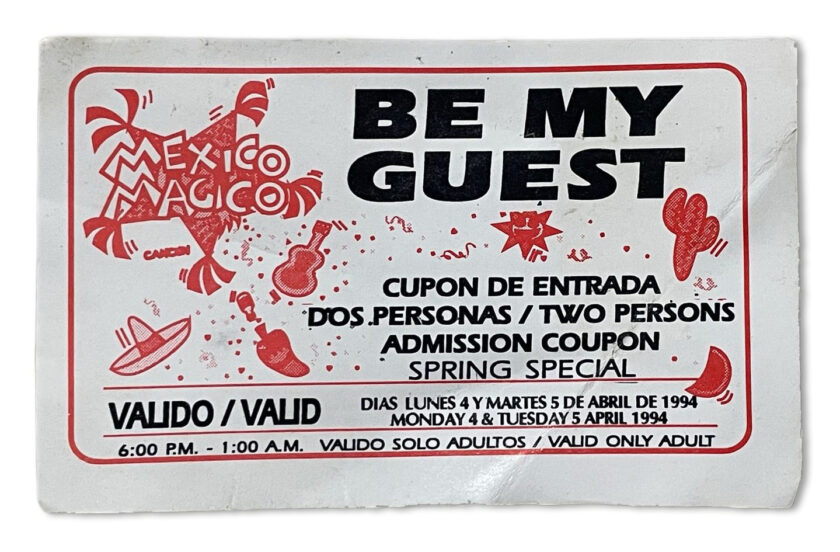 BE MY
GUEST
MEXICO
MAGICO
CANCUN
CUPON DE ENTRADA
DOS PERSONAS / TWO PERSONS
ADMISSION COUPON
SPRING SPECIAL
VALIDO / VALID
DIAS LUNES 4 Y MARTES 5 DE ABRIL DE 1994
MONDAY 4 & TUESDAY 5 APRIL 1994
6:00 P.M. - 1:00 A.M. VALIDO SOLO ADULTOS / VALID ONLY ADULT